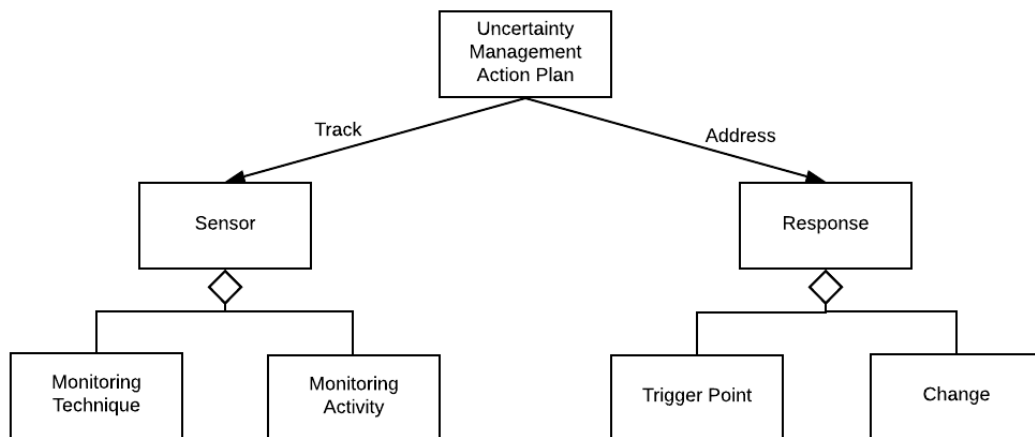 Uncertainty
Management
Action Plan
Track
Address
Sensor
Response
Monitoring
Technique
Monitoring
Activity
Trigger Point
Change